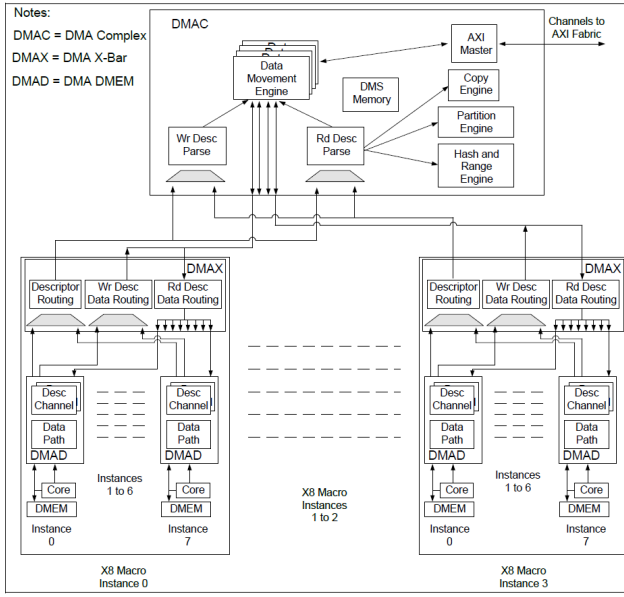 Notes:
DMAC = DMA Complex
DMAX = DMA X-Bar
DMAD = DMA DMEM
DMAC
Data
Movement
Engine
DMS
Memory
AXI
Master
Channels to
AXI Fabric
Copy
Engine
Partition
Engine
Hash and
Range
Engine
Wr Desc
Parse
Rd Desc
Parse
DMAX
Descriptor
Routing
Wr Desc
Data Routing
Rd Desc
Data Routing
Desc
Channel
Data
Path
DMAD
Core
DMEM
Instance
0
Instances
1 to 6
Desc
Channel
Data
Path
DMAD
Core
DMEM
Instance
7
X8 Macro
Instance 0
X8 Macro
Instances
1 to 2
DMAX
Descriptor
Routing
Wr Desc
Data Routing
Rd Desc
Data Routing
Desc
Channel
Data
Path
DMAD
Core
DMEM
Instance
0
Instances
1 to 6
Desc
Channel
Data
Path
DMAD
Core
DMEM
Instance
7
X8 Macro
Instance 3